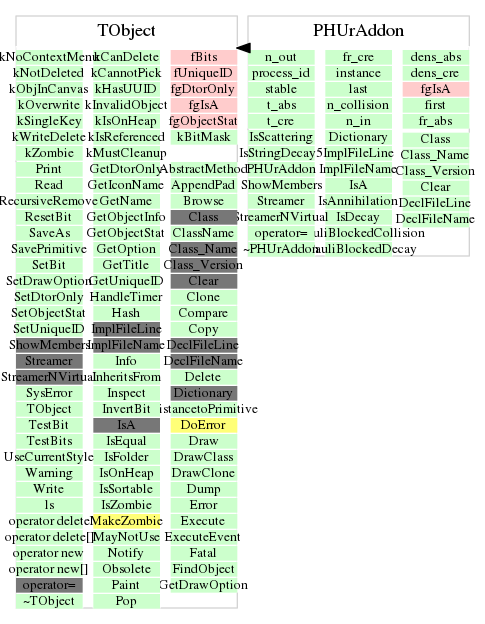 TObject
kNoContextMenu kCanDelete fBits
kNotDeleted kCannotPick fUniqueID
kObjInCanvas kHasUUID fgDtorOnly
kOverwrite kInvalidObject fgIsA
kSingleKey kIsOnHeap fgObjectStat
kWriteDelete kIsReferenced kBitMask
kZombie kMustCleanup
Print GetDtorOnly AbstractMethod
Read GetIconName AppendPad
RecursiveRemove GetName Browse
ResetBit GetObjectInfo Class
SaveAs GetObjectStat ClassName
SavePrimitive GetOption Class_Name
SetBit GetTitle Class_Version
SetDrawOption GetUniqueID Clear
SetDtorOnly HandleTimer Clone
SetObjectStat Hash Compare
SetUniqueID ImplFileLine Copy
ShowMembers ImplFileName DeclFileLine
Streamer Info DeclFileName
StreamerNVirtual InheritsFrom Delete
SysError Inspect Dictionary
TObject InvertBit istancetoPrimitive
TestBit IsA DoError
TestBits IsEqual Draw
UseCurrentStyle IsFolder DrawClass
Warning IsOnHeap DrawClone
Write IsSortable Dump
ls IsZombie Error
operator delete MakeZombie Execute
operator delete[] MayNotUse ExecuteEvent
operator new Notify Fatal
operator new[] Obsolete FindObject
operator= Paint GetDrawOption
~TObject Pop
PHUrAddon
n_out fr_cre dens_abs
process_id instance dens_cre
stable last fgIsA
t_abs n_collision first
t_cre n_in fr_abs
IsScattering Dictionary Class
IsStringDecay5 ImplFileLine Class_Name
PHUrAddon ImplFileName Class_Version
ShowMembers IsA Clear
Streamer IsAnnihilation DeclFileLine
StreamerNVirtual IsDecay DeclFileName
operator= uliBlockedCollision
~PHUrAddon auliBlockedDecay